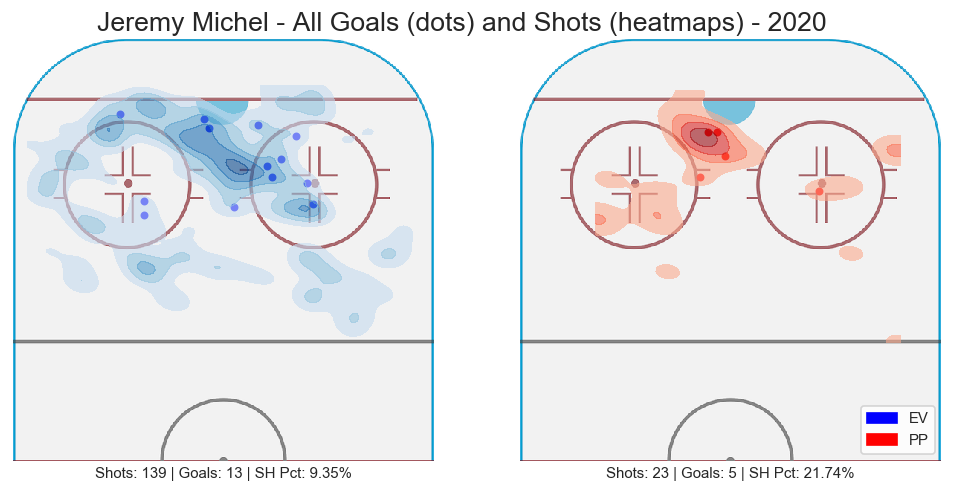 Jeremy Michel - All Goals (dots) and Shots (heatmaps) - 2020
EV
PP
Shots: 139 | Goals: 13 | SH Pct: 9.35%
Shots: 23 | Goals: 5 | SH Pct: 21.74%